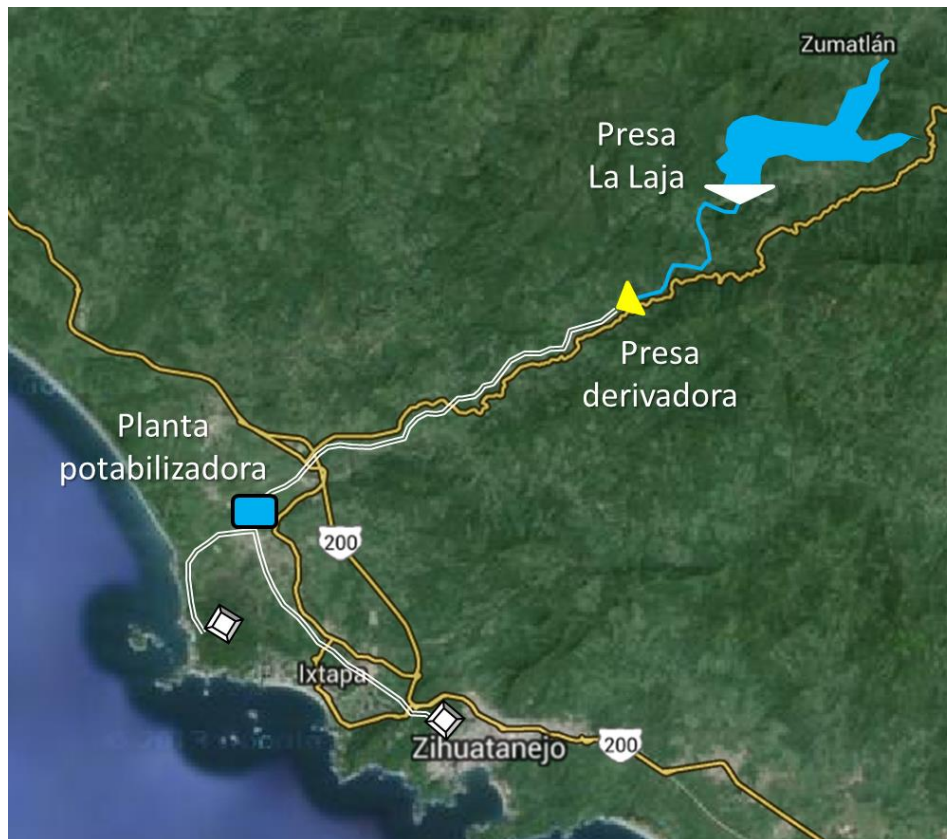 Zumatlán
Presa
La Laja
Presa
derivadora
Planta
potabilizadora
200
Ixtapa
Zihuatanejo
200